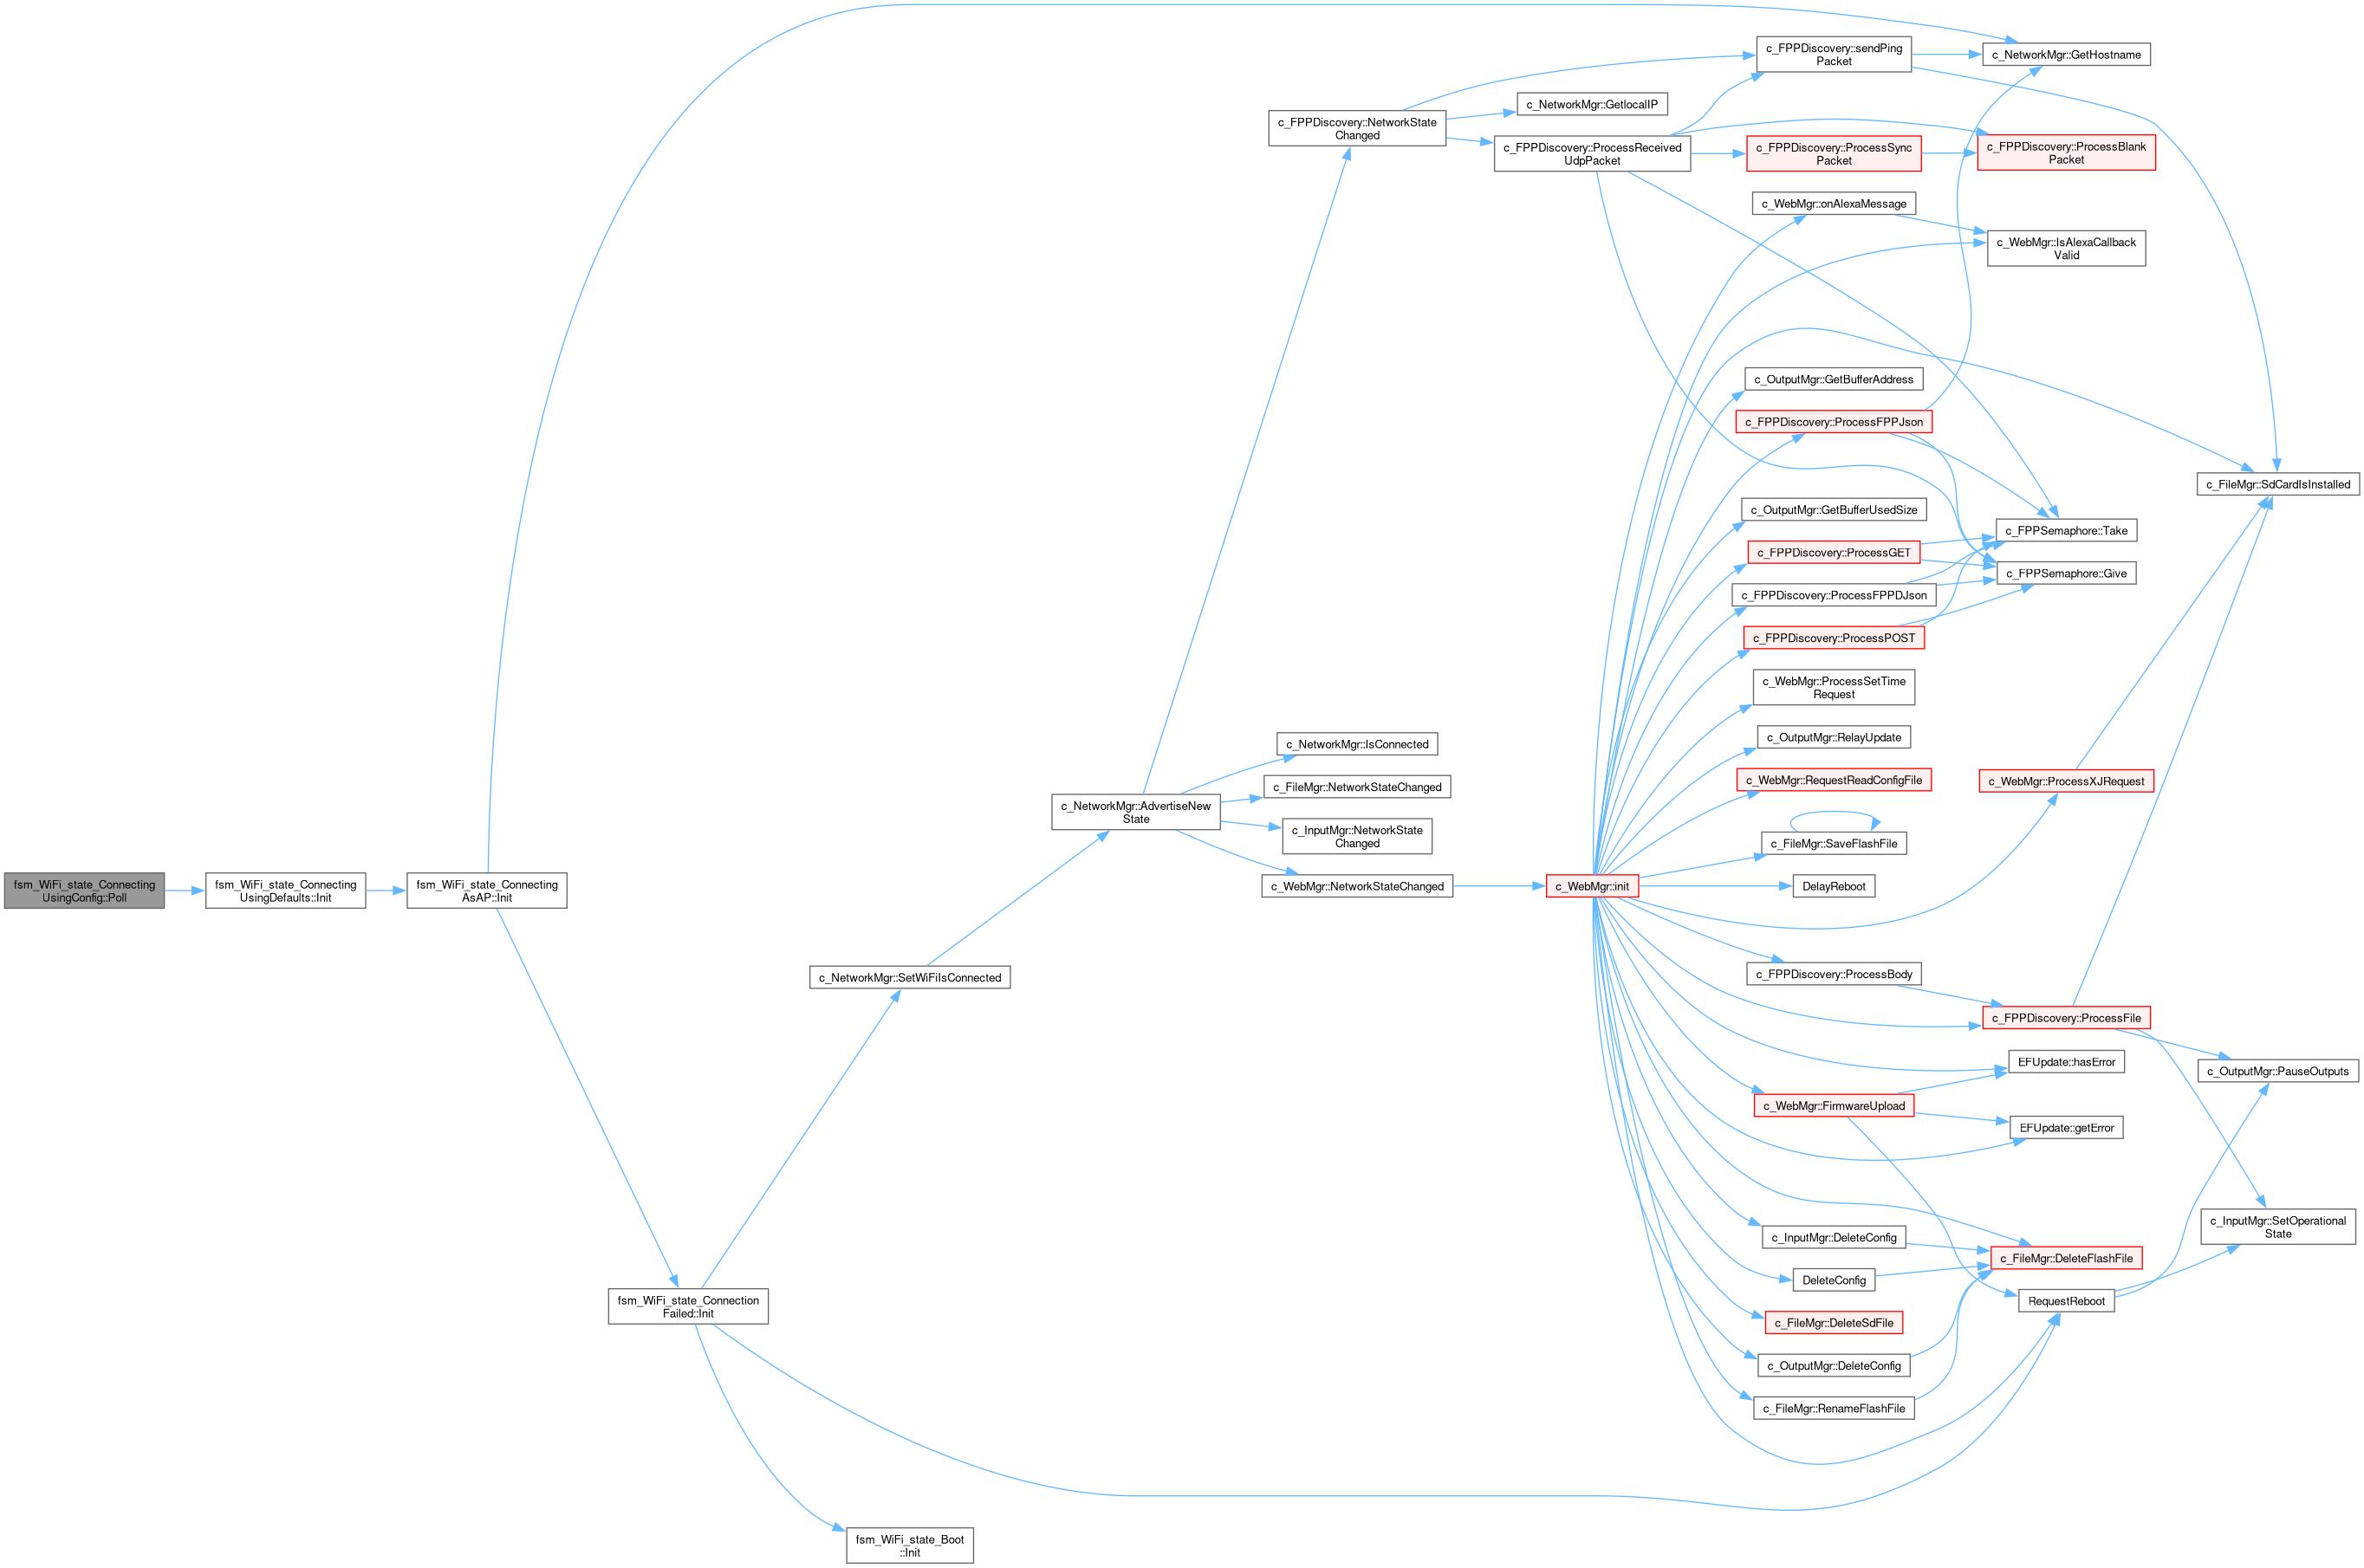 fsm_WiFi_state_Connecting
UsingConfig::Poll
fsm_WiFi_state_Connecting
UsingDefaults::Init
fsm_WiFi_state_Connecting
AsAP::Init
fsm_WiFi_state_Connection
Failed::Init
c_NetworkMgr::SetWiFiIsConnected
fsm_WiFi_state_Boot
::Init
c_NetworkMgr::AdvertiseNew
State
c_FPPDiscovery::NetworkState
Changed
c_NetworkMgr::IsConnected
c_FileMgr::NetworkStateChanged
c_InputMgr::NetworkState
Changed
c_WebMgr::NetworkStateChanged
c_FPPDiscovery::sendPing
Packet
c_NetworkMgr::GetlocalIP
c_FPPDiscovery::ProcessReceived
UdpPacket
c_WebMgr::init
c_FPPDiscovery::ProcessSync
Packet
c_WebMgr::onAlexaMessage
c_OutputMgr::GetBufferAddress
c_FPPDiscovery::ProcessFPPJson
c_OutputMgr::GetBufferUsedSize
c_FPPDiscovery::ProcessGET
c_FPPDiscovery::ProcessFPPDJson
c_FPPDiscovery::ProcessPOST
c_WebMgr::ProcessSetTime
Request
c_OutputMgr::RelayUpdate
c_WebMgr::RequestReadConfigFile
c_FileMgr::SaveFlashFile
DelayReboot
c_FPPDiscovery::ProcessBody
c_WebMgr::FirmwareUpload
c_InputMgr::DeleteConfig
DeleteConfig
c_FileMgr::DeleteSdFile
c_OutputMgr::DeleteConfig
c_FileMgr::RenameFlashFile
c_NetworkMgr::GetHostname
c_FPPDiscovery::ProcessBlank
Packet
c_WebMgr::IsAlexaCallback
Valid
c_FPPSemaphore::Take
c_FPPSemaphore::Give
c_WebMgr::ProcessXJRequest
c_FPPDiscovery::ProcessFile
EFUpdate::hasError
EFUpdate::getError
c_FileMgr::DeleteFlashFile
RequestReboot
c_FileMgr::SdCardIsInstalled
c_OutputMgr::PauseOutputs
c_InputMgr::SetOperational
State